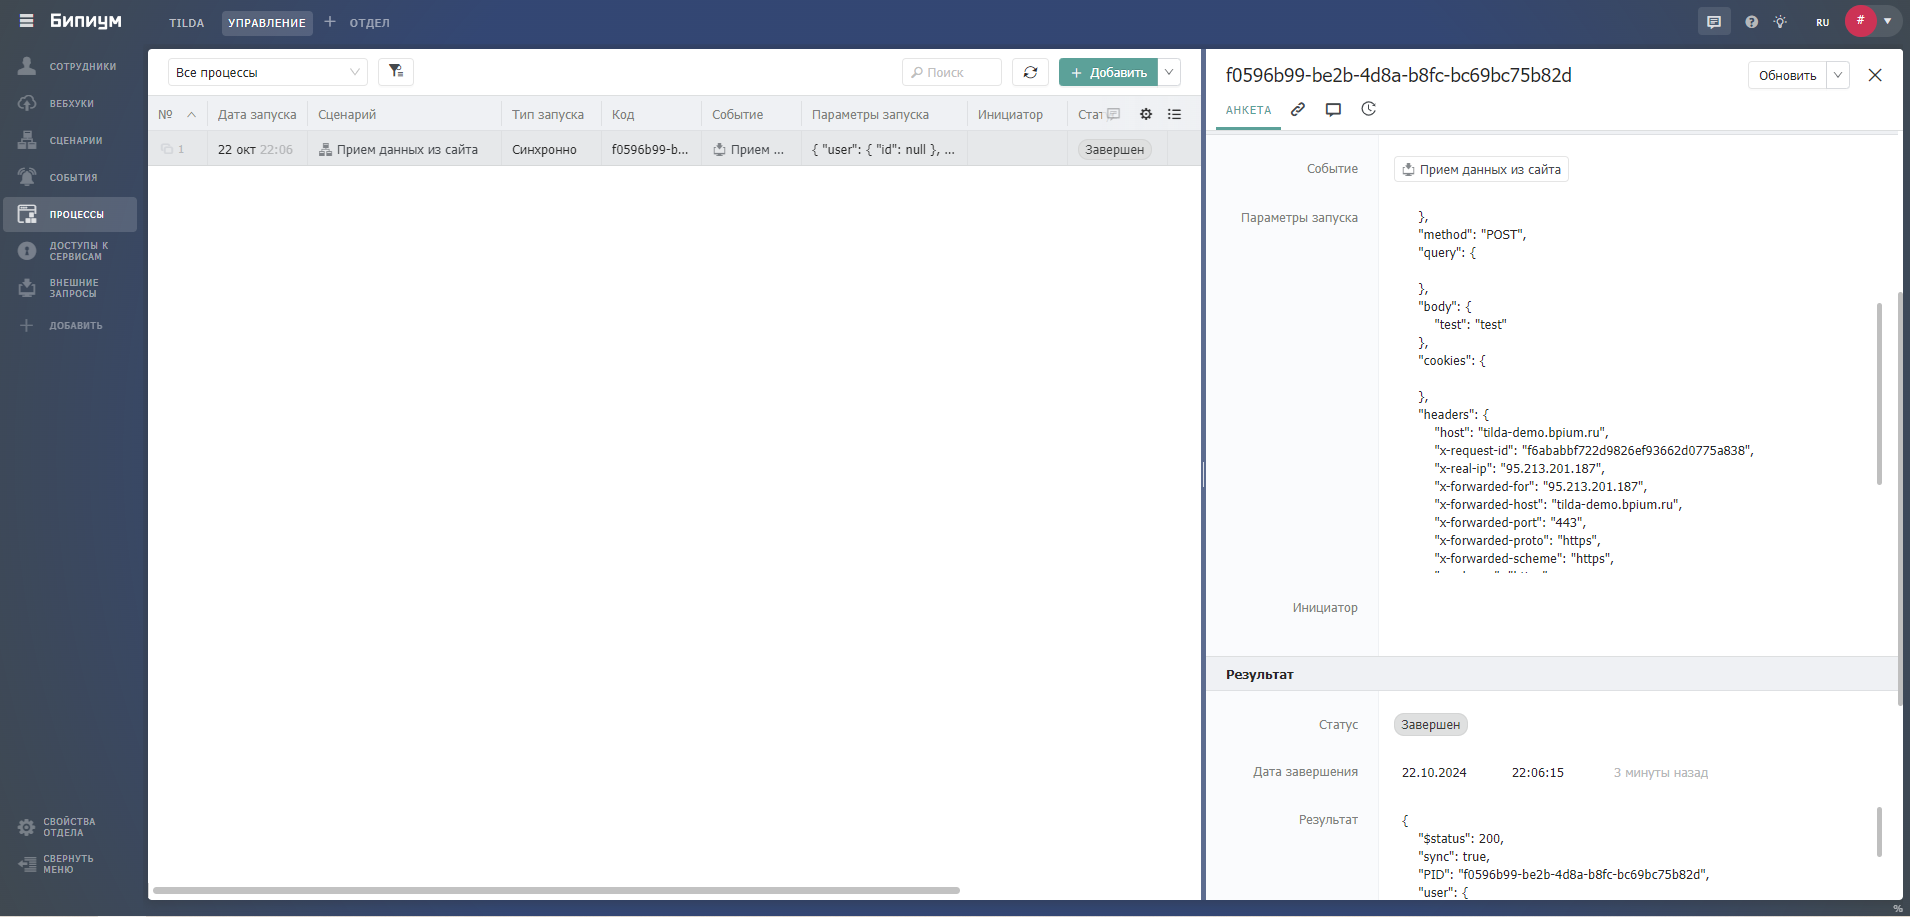 Бипиум
TILDA
УПРАВЛЕНИЕ
ОТДЕЛ
RU
#
СОТРУДНИКИ
ВЕБХУКИ
СЦЕНАРИИ
СОБЫТИЯ
ПРОЦЕССЫ
ДОСТУПЫ К
СЕРВИСАМ
ВНЕШНИЕ
ЗАПРОСЫ
ДОБАВИТЬ
СВОЙСТВА
ОТДЕЛА
СВЕРНУТЬ
МЕНЮ
Все процессы
Поиск
+ Добавить
№ Дата запуска Сценарий Тип запуска Код Событие Параметры запуска Инициатор Стат
1 22 окт 22:06 Прием данных из сайта Синхронно f0596b99-b... Прием ... { "user": { "id": null }, ... Завершен
f0596b99-be2b-4d8a-b8fc-bc69bc75b82d
Обновить
АНКЕТА
Событие
Прием данных из сайта
Параметры запуска
},
"method": "POST",
"query": {
},
"body": {
"test": "test"
},
"cookies": {
},
"headers": {
"host": "tilda-demo.bpium.ru",
"x-request-id": "f6ababbf722d9826ef93662d0775a838",
"x-real-ip": "95.213.201.187",
"x-forwarded-for": "95.213.201.187",
"x-forwarded-host": "tilda-demo.bpium.ru",
"x-forwarded-port": "443",
"x-forwarded-proto": "https",
"x-forwarded-scheme": "https",
Инициатор
Результат
Статус
Завершен
Дата завершения
22.10.2024 22:06:15 3 минуты назад
Результат
{
"$status": 200,
"sync": true,
"PID": "f0596b99-be2b-4d8a-b8fc-bc69bc75b82d",
"user": {
%